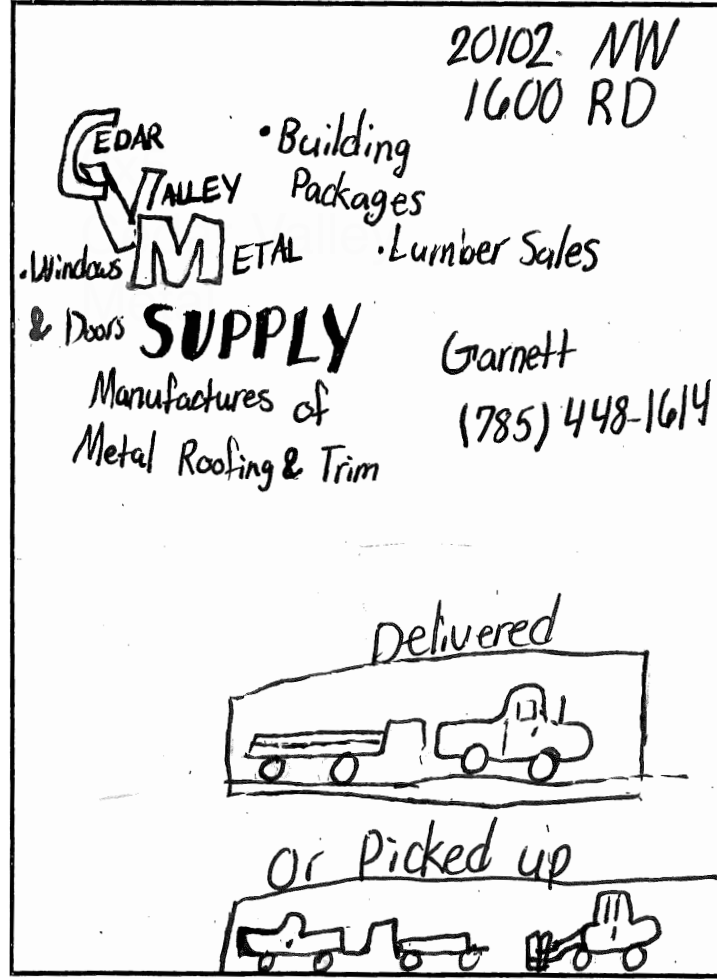 20102 NW
1600 RD
CEDAR
VALLEY
METAL
SUPPLY
• Building
Packages
• Lumber Sales
• Windows
& Doors
Manufactures of
Metal Roofing & Trim
Garnett
(785) 448-1614
Delivered
Or Picked up